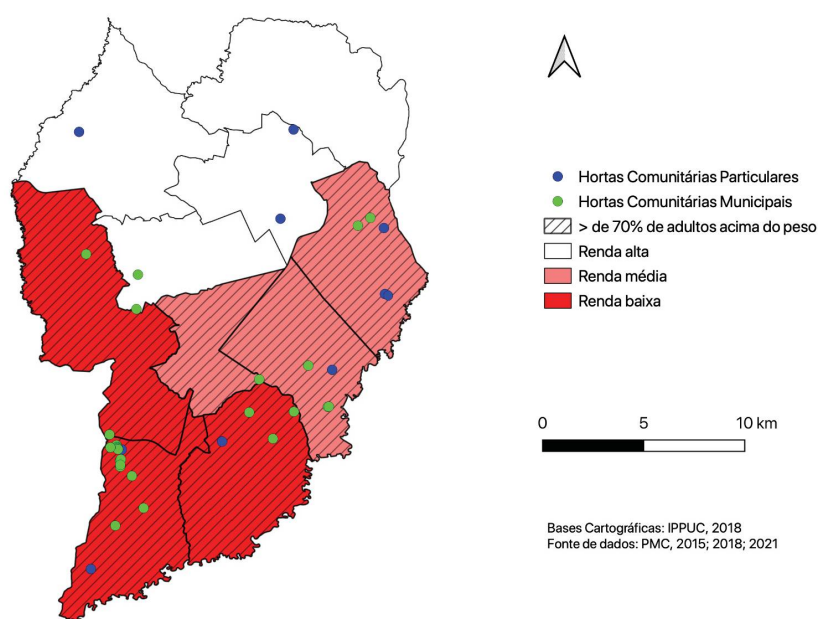 Hortas Comunitárias Particulares
Hortas Comunitárias Municipais
> de 70% de adultos acima do peso
Renda alta
Renda média
Renda baixa
0 5 10 km
Bases Cartográficas: IPPUC, 2018
Fonte de dados: PMC, 2015; 2018; 2021